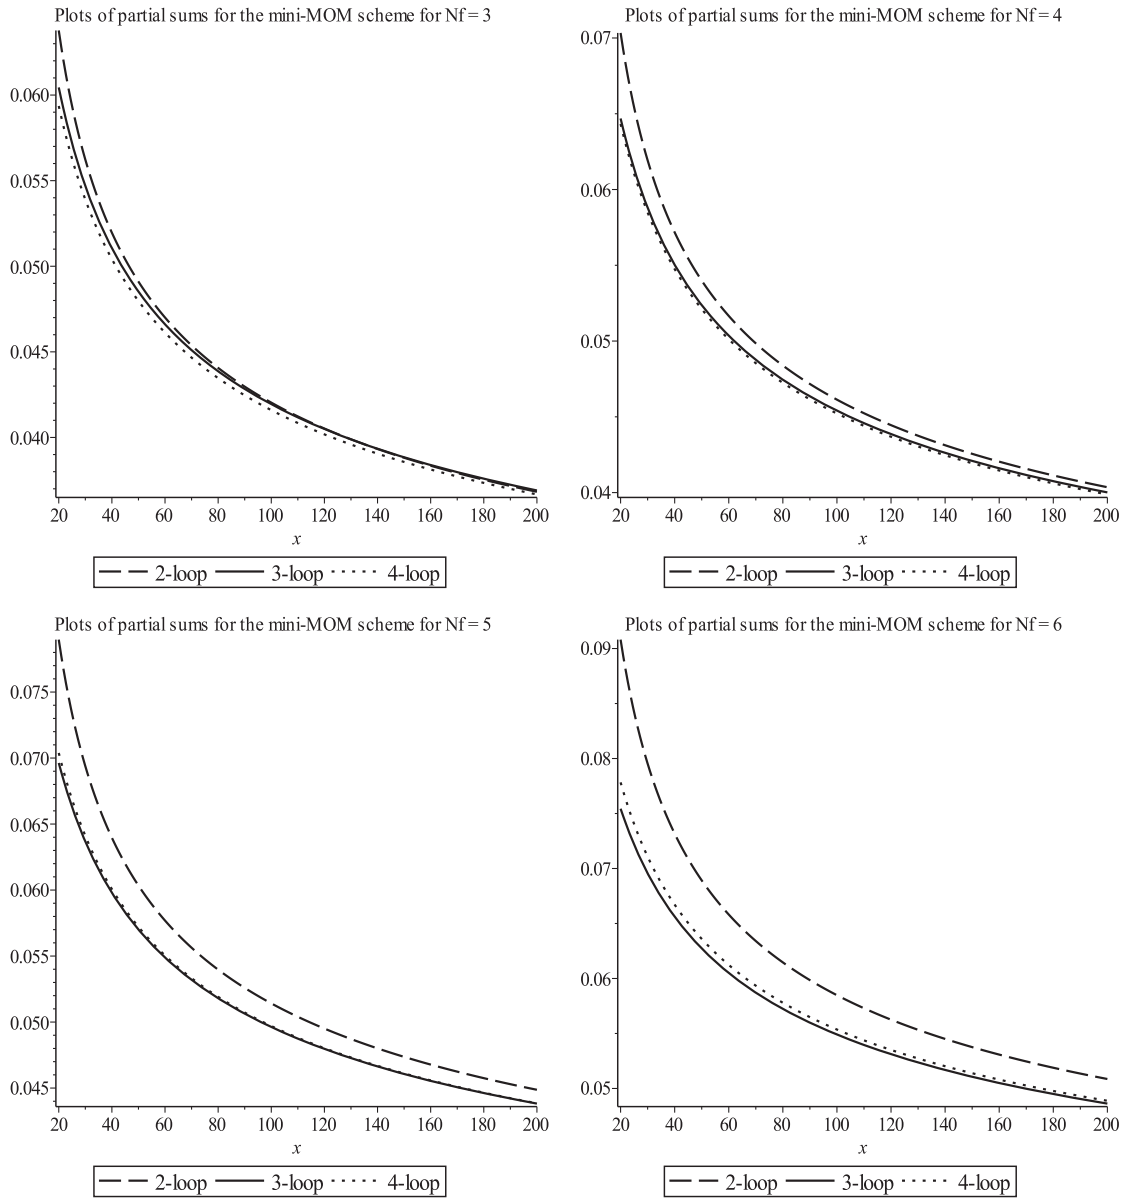 Plots of partial sums for the mini-MOM scheme for Nf = 3
0.060
0.055
0.050
0.045
0.040
20 40 60 80 100 120 140 160 180 200
x
2-loop 3-loop 4-loop
Plots of partial sums for the mini-MOM scheme for Nf = 4
0.07
0.06
0.05
0.04
20 40 60 80 100 120 140 160 180 200
x
2-loop 3-loop 4-loop
Plots of partial sums for the mini-MOM scheme for Nf = 5
0.075
0.070
0.065
0.060
0.055
0.050
0.045
20 40 60 80 100 120 140 160 180 200
x
2-loop 3-loop 4-loop
Plots of partial sums for the mini-MOM scheme for Nf = 6
0.09
0.08
0.07
0.06
0.05
20 40 60 80 100 120 140 160 180 200
x
2-loop 3-loop 4-loop